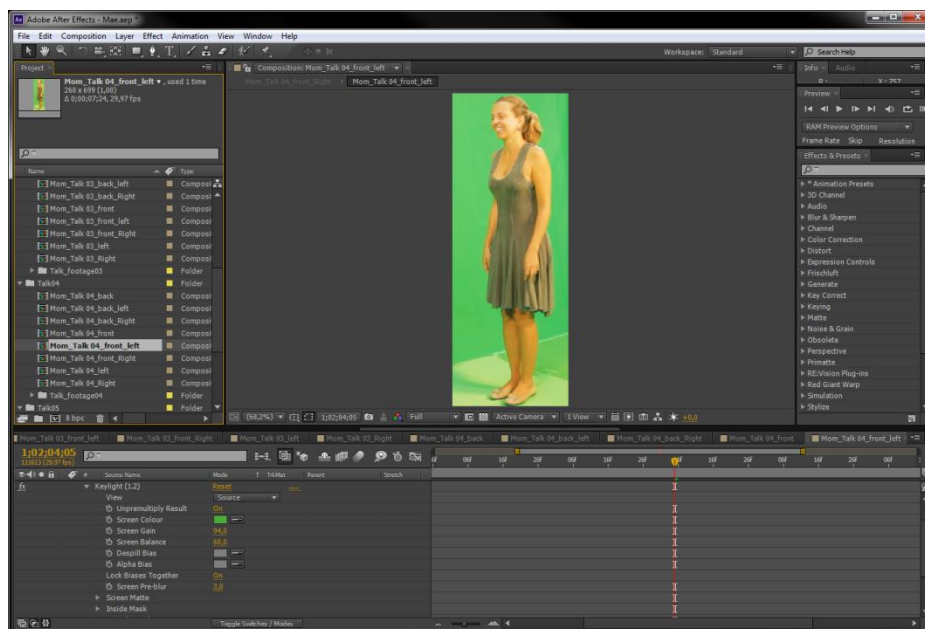 Adobe After Effects - Mae.aep *
File Edit Composition Layer Effect Animation View Window Help
Workspace: Standard Search Help
Project
Mom_Talk 04_front_left ▾, used 1 time
260 x 699 (1,00)
Δ 0;00;07;24, 29,97 fps
Name Type
Mom_Talk 03_back_left Composi
Mom_Talk 03_back_Right Composi
Mom_Talk 03_front Composi
Mom_Talk 03_front_left Composi
Mom_Talk 03_front_Right Composi
Mom_Talk 03_left Composi
Mom_Talk 03_Right Composi
Talk_footage03 Folder
Talk04 Folder
Mom_Talk 04_back Composi
Mom_Talk 04_back_left Composi
Mom_Talk 04_back_Right Composi
Mom_Talk 04_front Composi
Mom_Talk 04_front_left Composi
Mom_Talk 04_front_Right Composi
Mom_Talk 04_left Composi
Mom_Talk 04_Right Composi
Talk_footage04 Folder
Talk05 Folder
8 bpc
Composition: Mom_Talk 04_front_left
Mom_Talk 04_front_Right Mom_Talk 04_front_left
(68,2%) 1;02;04;05 Full Active Camera 1 View +0,0
Info Audio
R : X : 757
Preview
RAM Preview Options
Frame Rate Skip Resolution
Effects & Presets
* Animation Presets
3D Channel
Audio
Blur & Sharpen
Channel
Color Correction
Distort
Expression Controls
Frischluft
Generate
Key Correct
Keying
Matte
Noise & Grain
Obsolete
Perspective
Primatte
RE:Vision Plug-ins
Red Giant Warp
Simulation
Stylize
Mom_Talk 03_front_left Mom_Talk 03_front_Right Mom_Talk 03_left Mom_Talk 03_Right Mom_Talk 04_back Mom_Talk 04_back_left Mom_Talk 04_back_Right Mom_Talk 04_front Mom_Talk 04_front_left
1;02;04;05
111613 (29.97 fps)
# Source Name Mode T TrkMat Parent Stretch
fx Keylight (1.2) Reset
View Source
Unpremultiply Result On
Screen Colour
Screen Gain 94,0
Screen Balance 68,0
Despill Bias
Alpha Bias
Lock Biases Together On
Screen Pre-blur 3,0
Screen Matte
Inside Mask
Toggle Switches / Modes